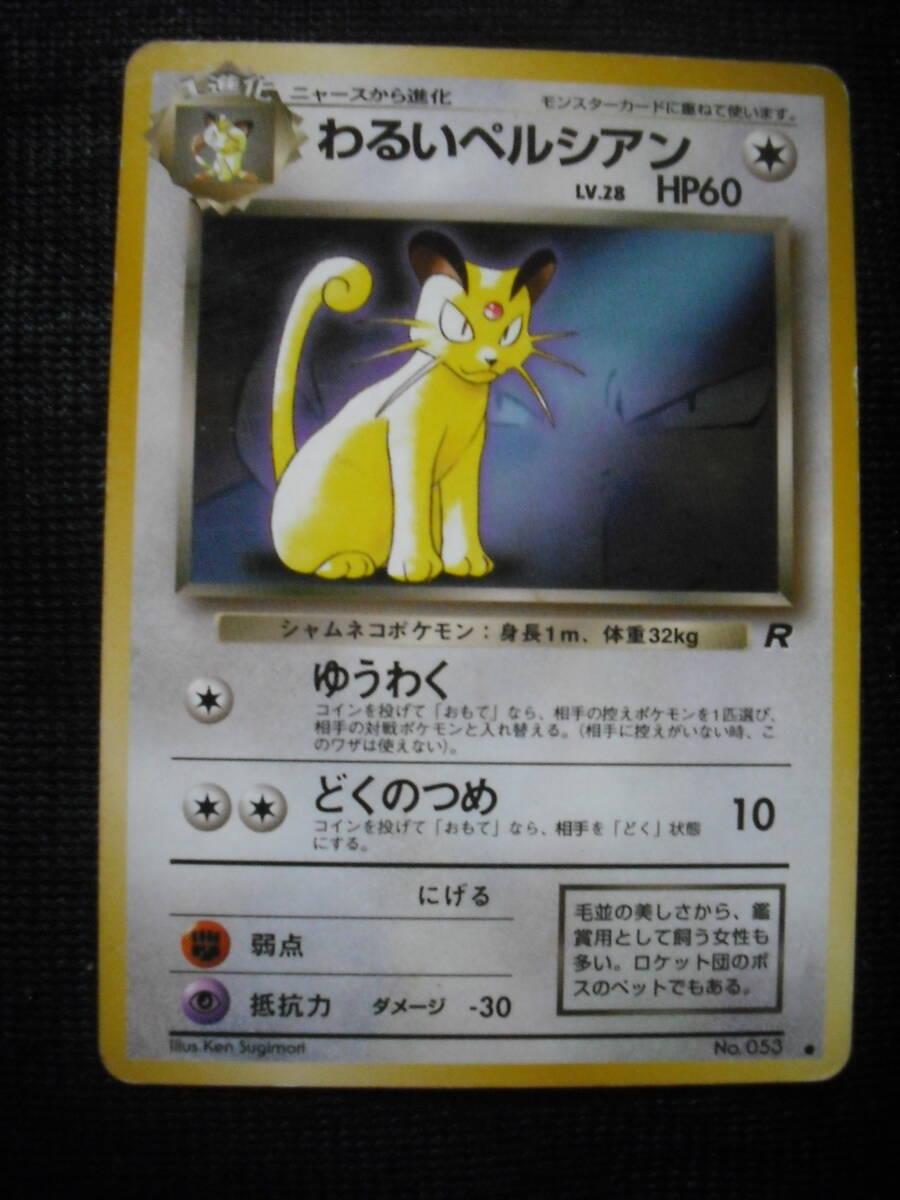 1進化
ニャースから進化
モンスターカードに重ねて使います。
わるいペルシアン
LV.28 HP60
シャムネコポケモン：身長1m、体重32kg
R
ゆうわく
コインを投げて「おもて」なら、相手の控えポケモンを1匹選び、
相手の対戦ポケモンと入れ替える。（相手に控えがいない時、こ
のワザは使えない）。
どくのつめ
10
コインを投げて「おもて」なら、相手を「どく」状態
にする。
にげる
弱点
抵抗力 ダメージ -30
毛並の美しさから、鑑
賞用として飼う女性も
多い。ロケット団のボ
スのペットでもある。
Illus. Ken Sugimori
No. 053